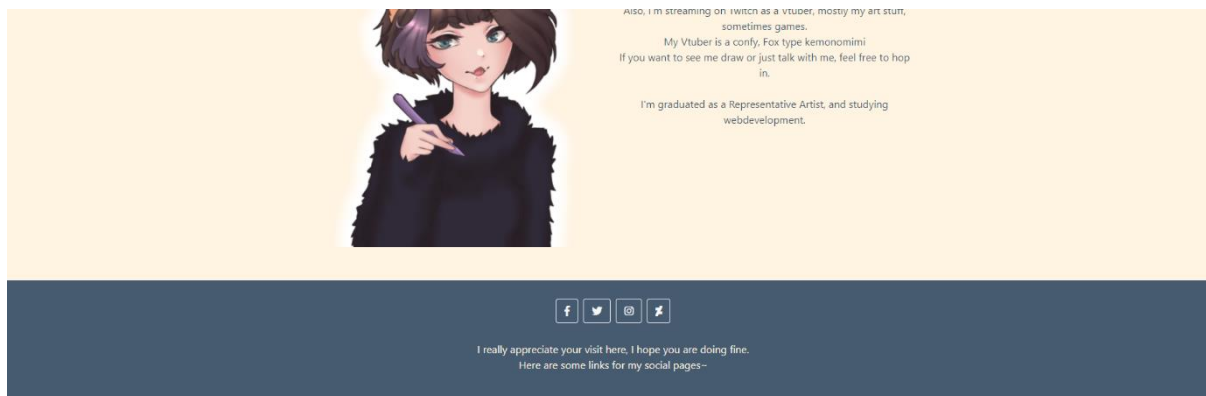 Also, I'm streaming on Twitch as a Vtuber, mostly my art stuff,
sometimes games.
My Vtuber is a confy, Fox type kemonomimi
If you want to see me draw or just talk with me, feel free to hop
in.
I'm graduated as a Representative Artist, and studying
webdevelopment.
I really appreciate your visit here, I hope you are doing fine.
Here are some links for my social pages~